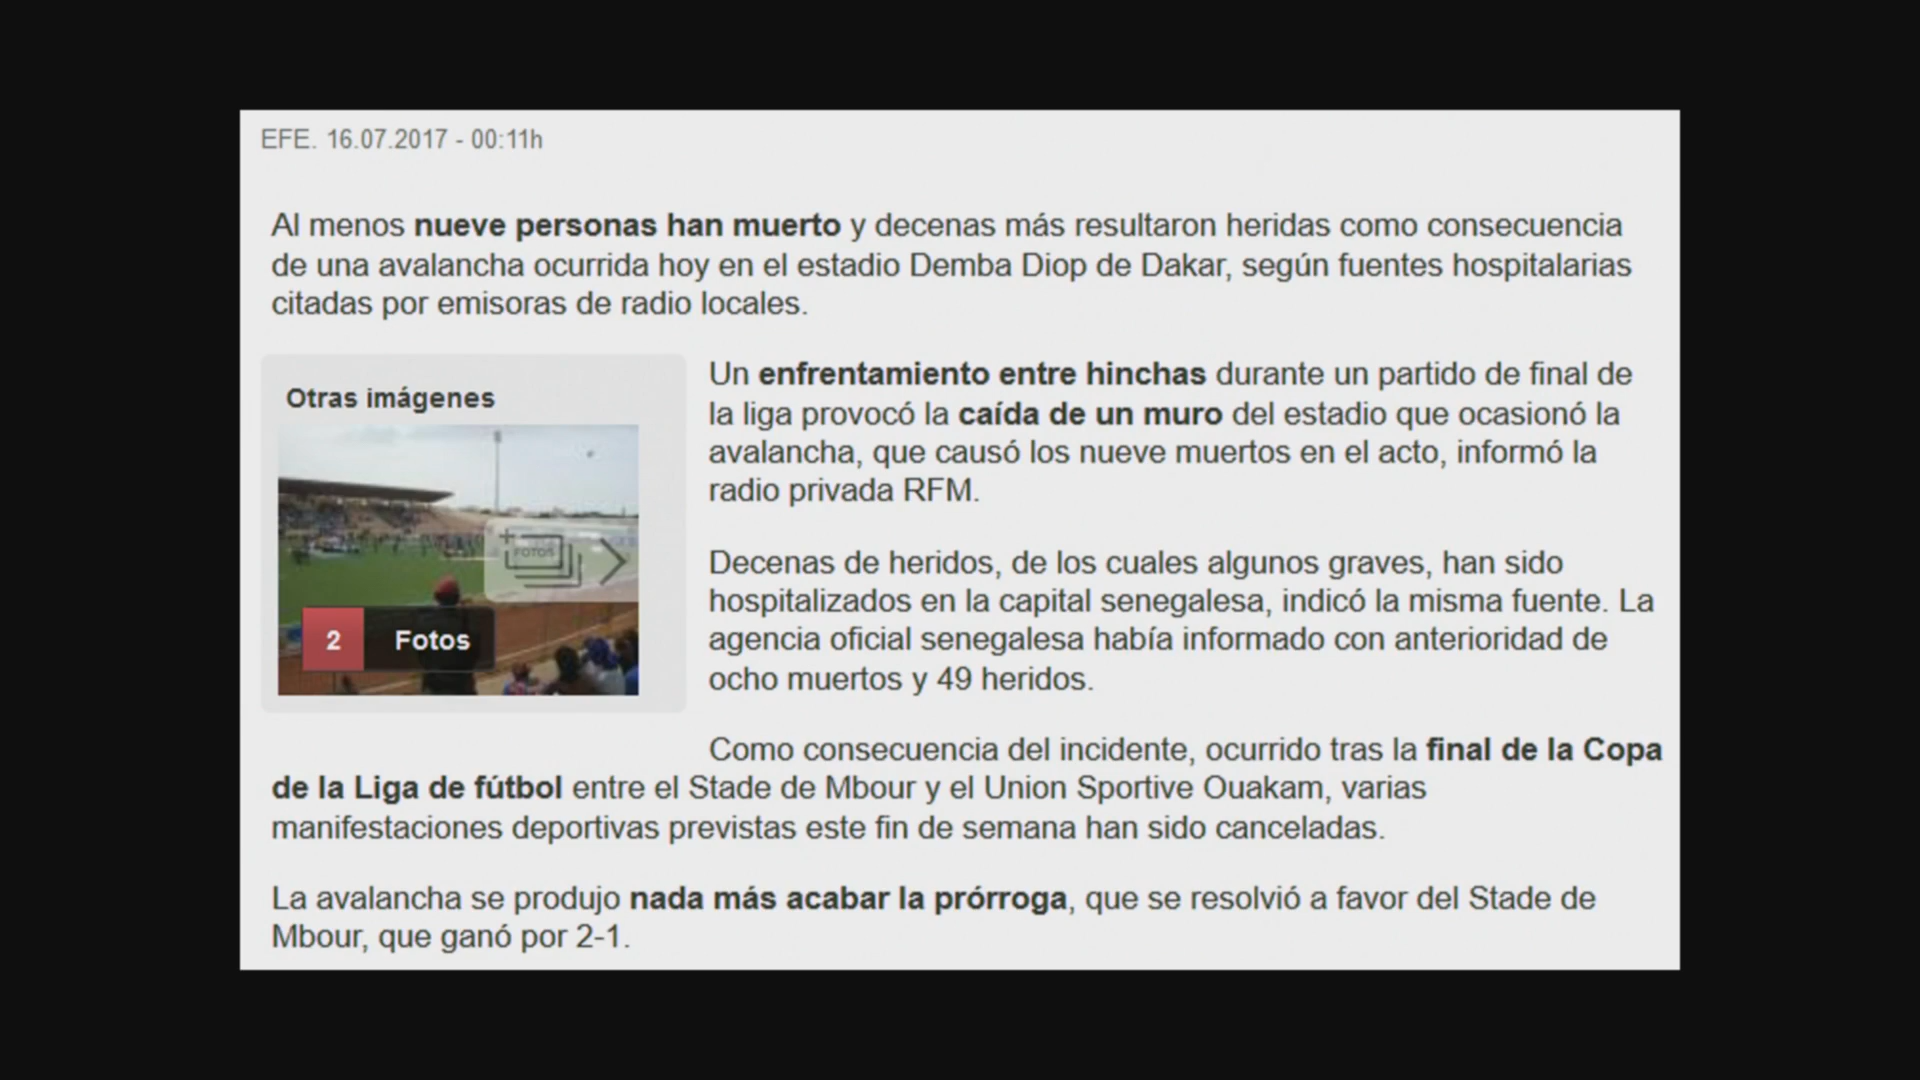 EFE. 16.07.2017 - 00:11h
Al menos nueve personas han muerto y decenas más resultaron heridas como consecuencia
de una avalancha ocurrida hoy en el estadio Demba Diop de Dakar, según fuentes hospitalarias
citadas por emisoras de radio locales.
Otras imágenes
FOTOS
2 Fotos
Un enfrentamiento entre hinchas durante un partido de final de
la liga provocó la caída de un muro del estadio que ocasionó la
avalancha, que causó los nueve muertos en el acto, informó la
radio privada RFM.
Decenas de heridos, de los cuales algunos graves, han sido
hospitalizados en la capital senegalesa, indicó la misma fuente. La
agencia oficial senegalesa había informado con anterioridad de
ocho muertos y 49 heridos.
Como consecuencia del incidente, ocurrido tras la final de la Copa
de la Liga de fútbol entre el Stade de Mbour y el Union Sportive Ouakam, varias
manifestaciones deportivas previstas este fin de semana han sido canceladas.
La avalancha se produjo nada más acabar la prórroga, que se resolvió a favor del Stade de
Mbour, que ganó por 2-1.